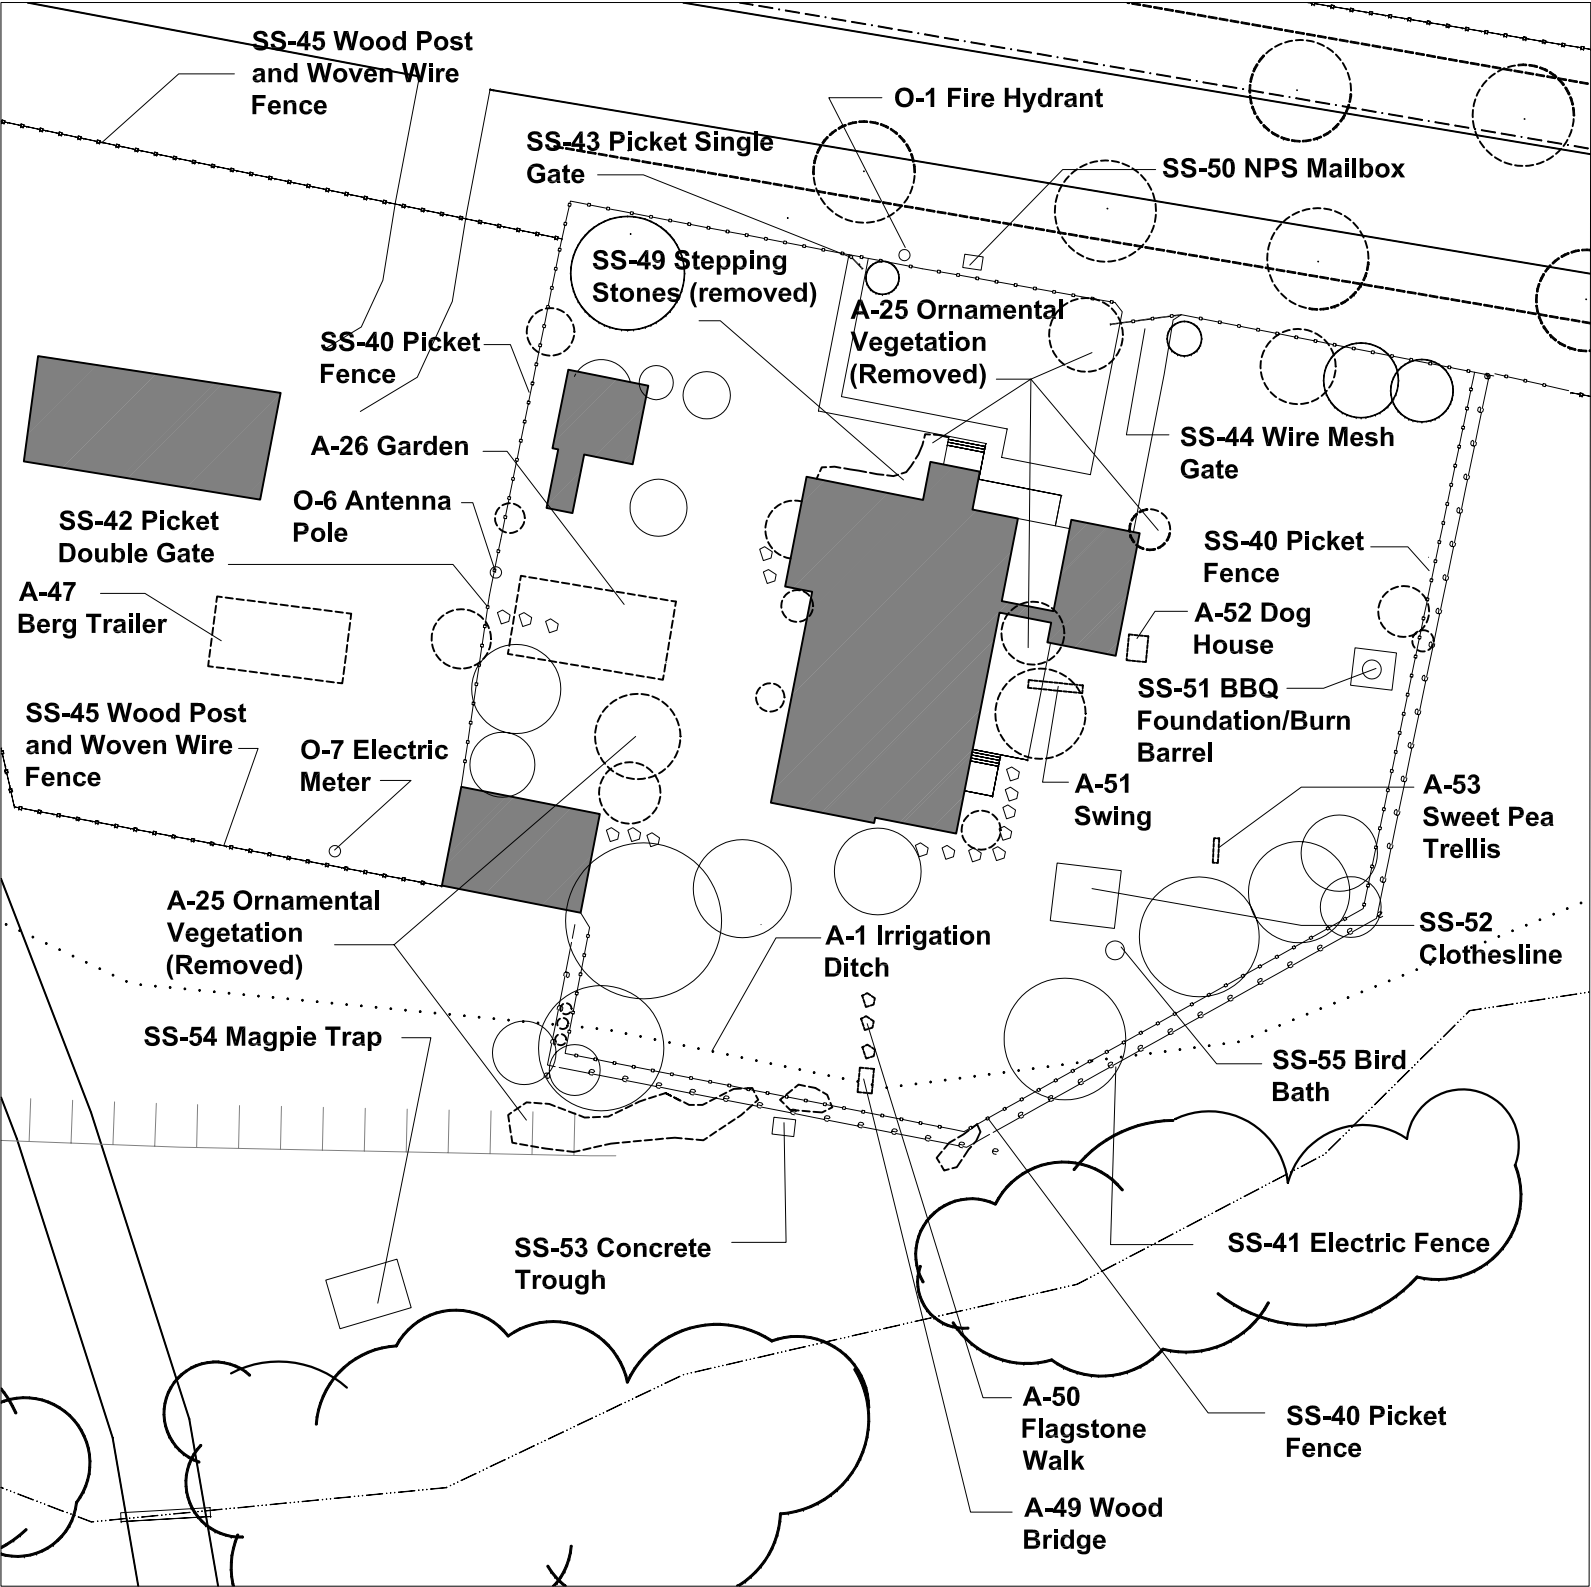 SS-45 Wood Post
and Woven Wire
Fence
O-1 Fire Hydrant
SS-43 Picket Single
Gate
SS-50 NPS Mailbox
SS-49 Stepping
Stones (removed)
A-25 Ornamental
Vegetation
(Removed)
SS-40 Picket
Fence
A-26 Garden
SS-44 Wire Mesh
Gate
O-6 Antenna
Pole
SS-42 Picket
Double Gate
SS-40 Picket
Fence
A-47
Berg Trailer
A-52 Dog
House
SS-51 BBQ
Foundation/Burn
Barrel
SS-45 Wood Post
and Woven Wire
Fence
O-7 Electric
Meter
A-51
Swing
A-53
Sweet Pea
Trellis
A-25 Ornamental
Vegetation
(Removed)
A-1 Irrigation
Ditch
SS-52
Clothesline
SS-54 Magpie Trap
SS-55 Bird
Bath
SS-53 Concrete
Trough
SS-41 Electric Fence
A-50
Flagstone
Walk
SS-40 Picket
Fence
A-49 Wood
Bridge